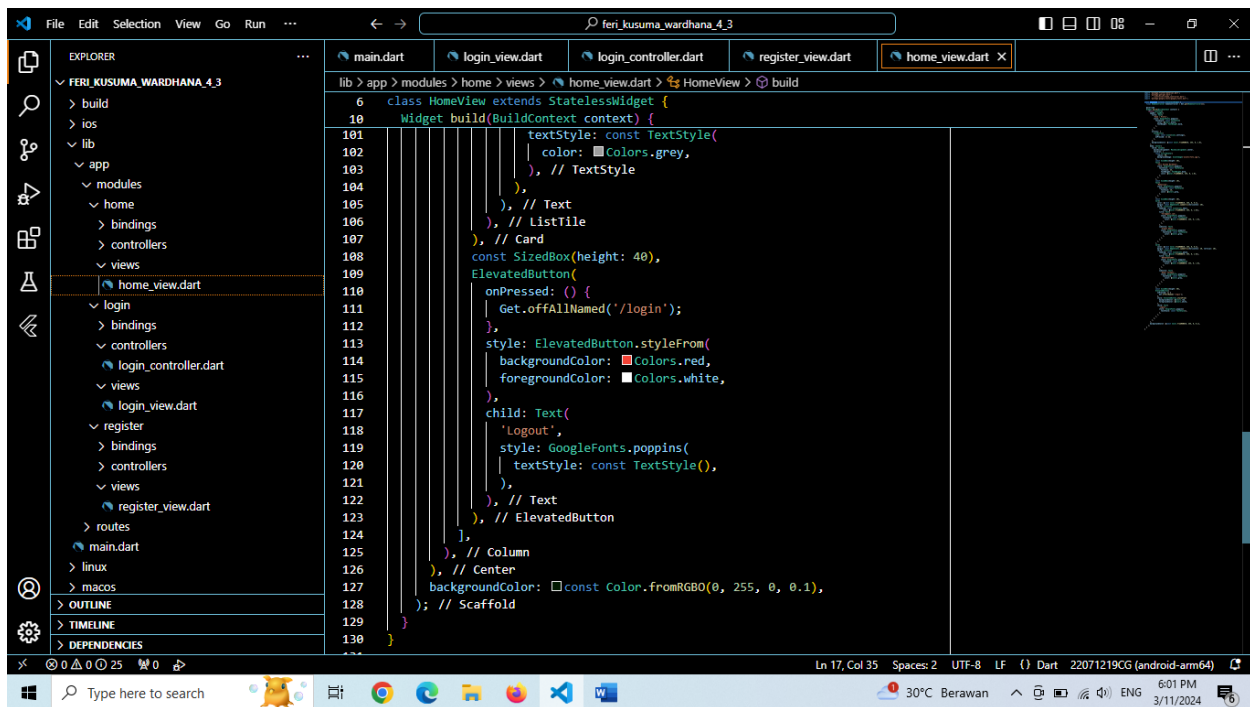 File Edit Selection View Go Run ··· feri_kusuma_wardhana_4_3
EXPLORER ···
FERI_KUSUMA_WARDHANA_4_3
build
ios
lib
app
modules
home
bindings
controllers
views
home_view.dart
login
bindings
controllers
login_controller.dart
views
login_view.dart
register
bindings
controllers
views
register_view.dart
routes
main.dart
linux
macos
OUTLINE
TIMELINE
DEPENDENCIES
main.dart login_view.dart login_controller.dart register_view.dart home_view.dart
lib > app > modules > home > views > home_view.dart > HomeView > build
6 class HomeView extends StatelessWidget {
10 Widget build(BuildContext context) {
101 textStyle: const TextStyle(
102 color: Colors.grey,
103 ), // TextStyle
104 ),
105 ), // Text
106 ), // ListTile
107 ), // Card
108 const SizedBox(height: 40),
109 ElevatedButton(
110 onPressed: () {
111 Get.offAllNamed('/login');
112 },
113 style: ElevatedButton.styleFrom(
114 backgroundColor: Colors.red,
115 foregroundColor: Colors.white,
116 ),
117 child: Text(
118 'Logout',
119 style: GoogleFonts.poppins(
120 textStyle: const TextStyle(),
121 ),
122 ), // Text
123 ), // ElevatedButton
124 ],
125 ), // Column
126 ), // Center
127 backgroundColor: const Color.fromRGBO(0, 255, 0, 0.1),
128 ); // Scaffold
129 }
130 }
0 0 25 0 Ln 17, Col 35 Spaces: 2 UTF-8 LF {} Dart 22071219CG (android-arm64)
Type here to search 30°C Berawan ENG 6:01 PM
3/11/2024